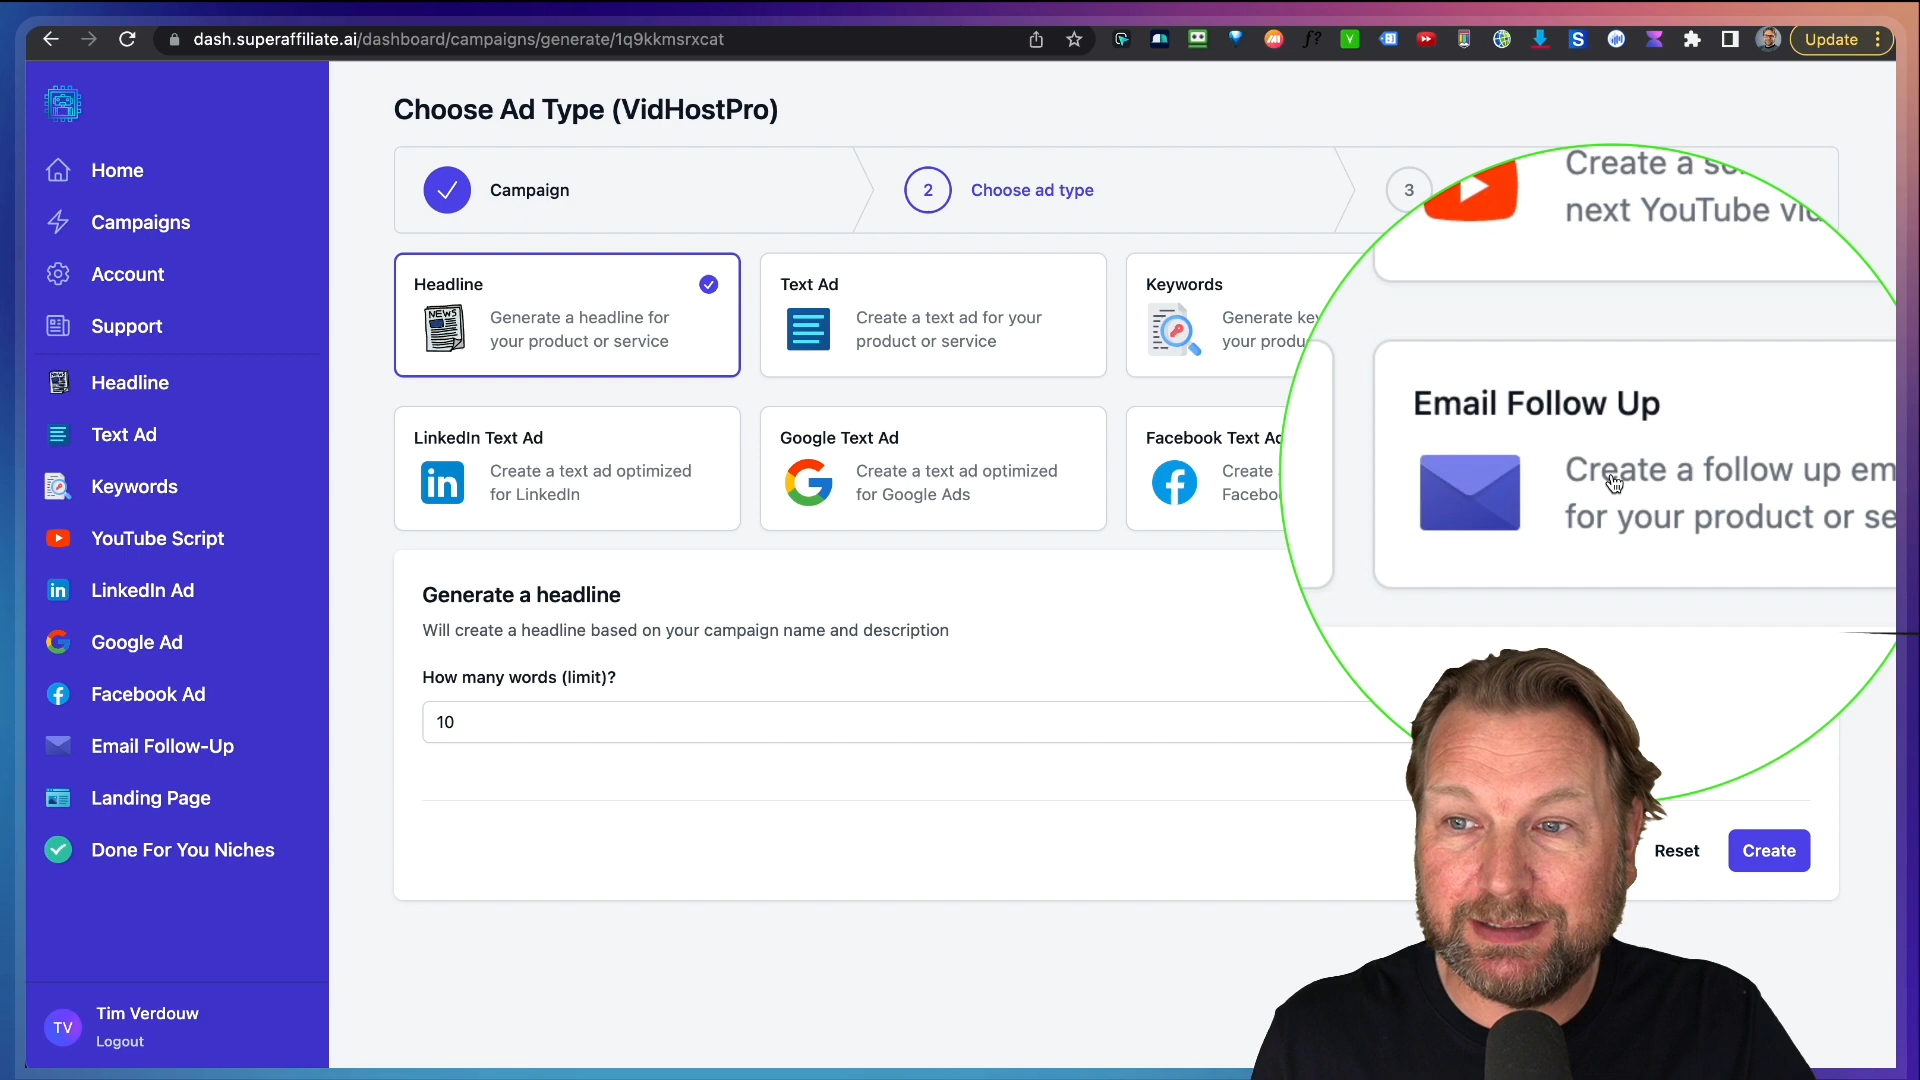 dash.superaffiliate.ai/dashboard/campaigns/generate/1q9kkmsrxcat
Update
Home
Campaigns
Account
Support
Headline
Text Ad
Keywords
YouTube Script
LinkedIn Ad
Google Ad
Facebook Ad
Email Follow-Up
Landing Page
Done For You Niches
TV
Tim Verdouw
Logout
Choose Ad Type (VidHostPro)
Campaign
2
Choose ad type
3
Headline
NEWS
Generate a headline for
your product or service
Text Ad
Create a text ad for your
product or service
Keywords
Generate
your
LinkedIn Text Ad
Create a text ad optimized
for LinkedIn
Google Text Ad
Create a text ad optimized
for Google Ads
Facebook Text
Create
Create a
next YouTube
Email Follow Up
Create a follow up
for your product or
Generate a headline
Will create a headline based on your campaign name and description
How many words (limit)?
10
Reset
Create